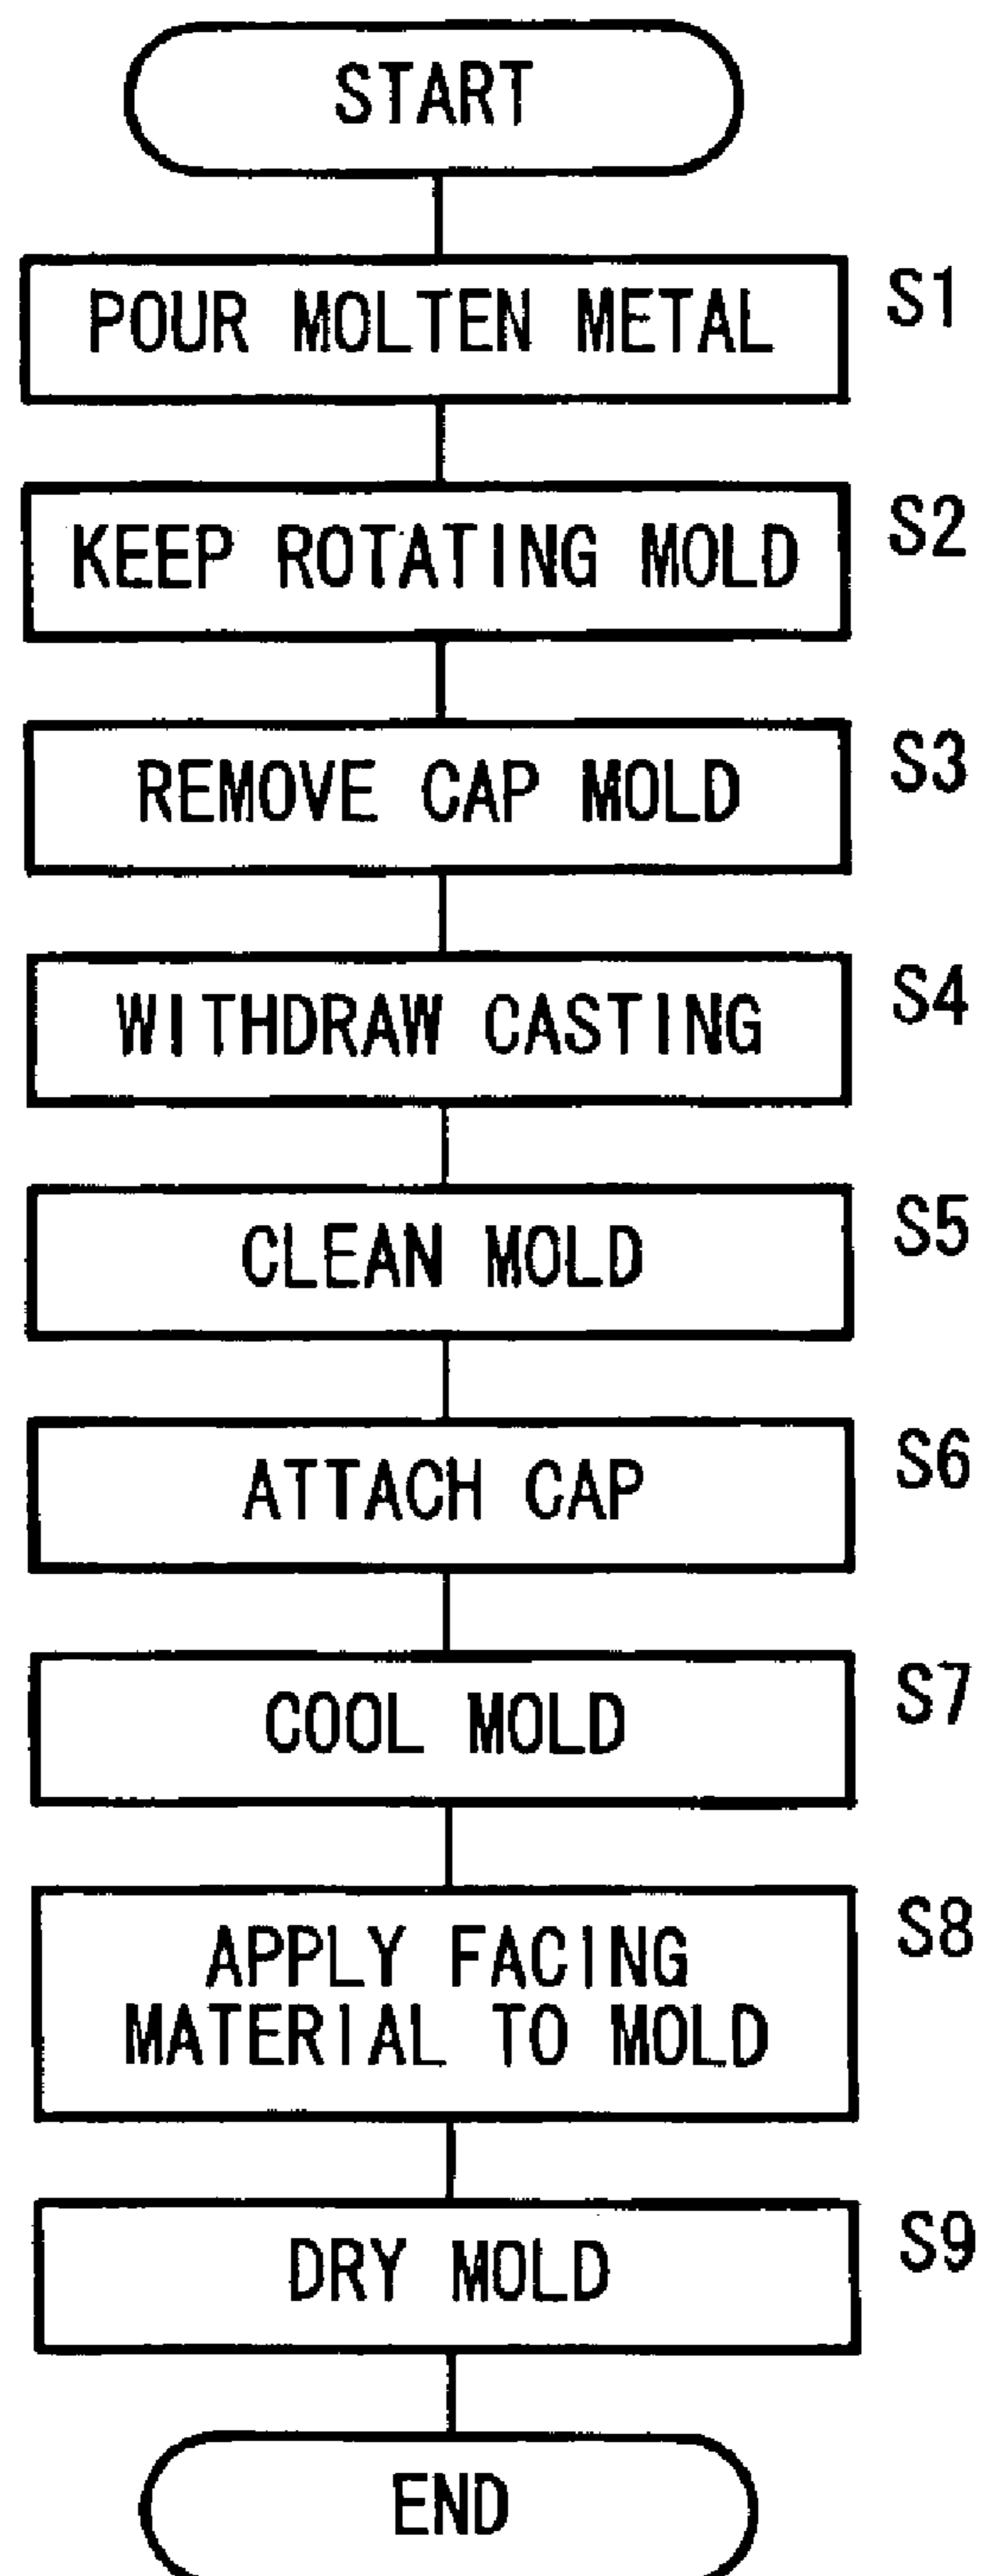 START
POUR MOLTEN METAL S1
KEEP ROTATING MOLD S2
REMOVE CAP MOLD S3
WITHDRAW CASTING S4
CLEAN MOLD S5
ATTACH CAP S6
COOL MOLD S7
APPLY FACING S8
MATERIAL TO MOLD
DRY MOLD S9
END